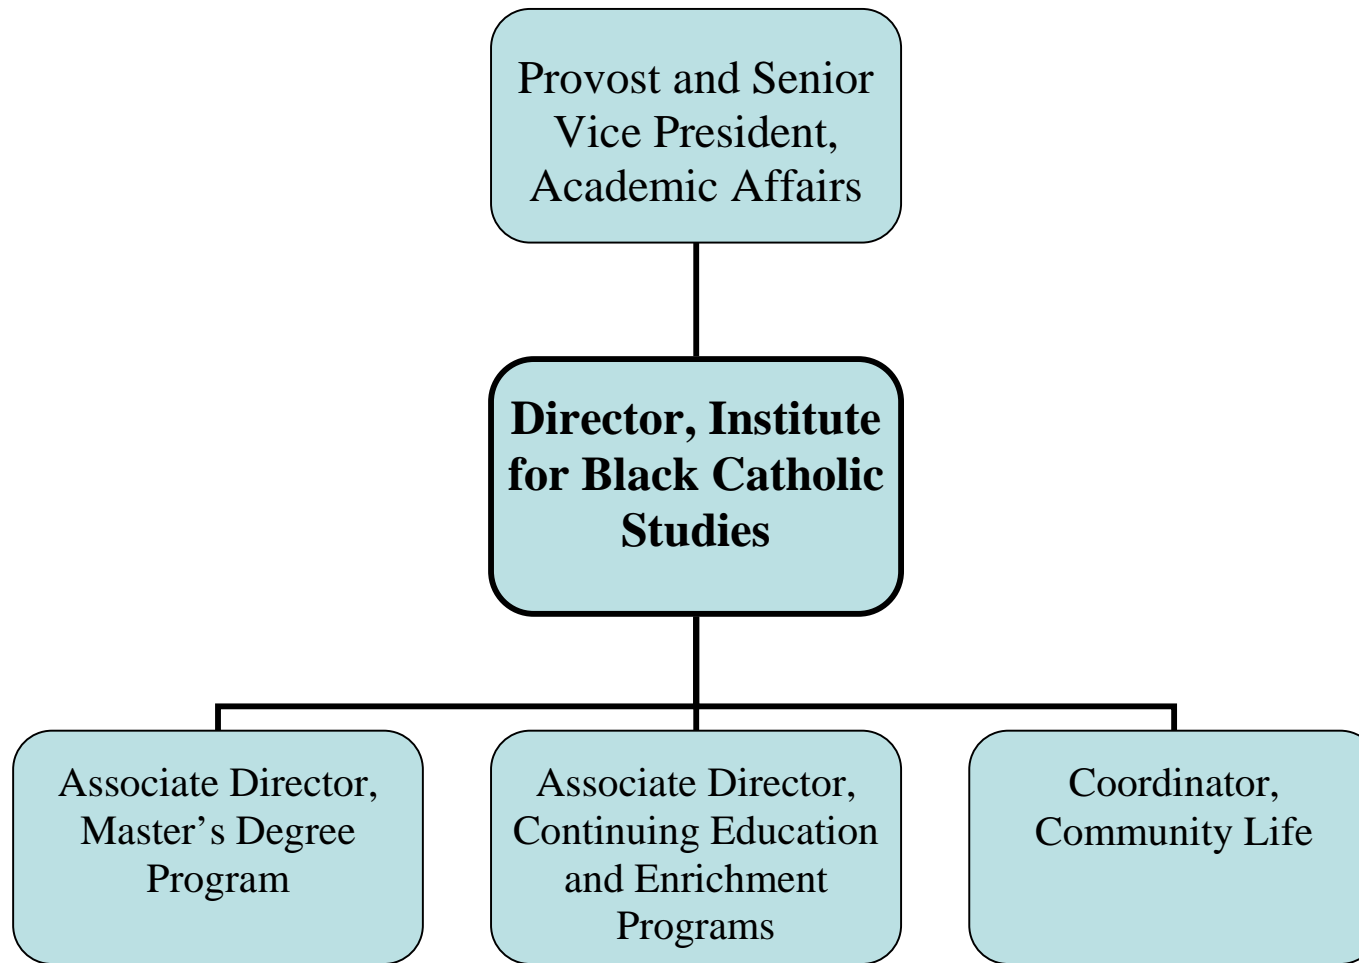 Provost and Senior
Vice President,
Academic Affairs
Director, Institute
for Black Catholic
Studies
Associate Director,
Master’s Degree
Program
Associate Director,
Continuing Education
and Enrichment
Programs
Coordinator,
Community Life